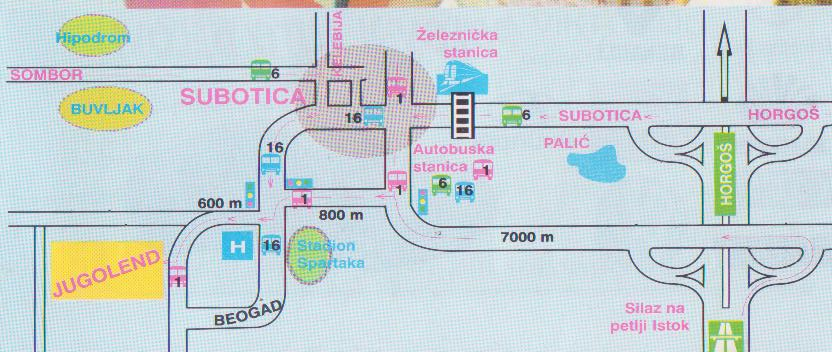 Hipodrom
KELEBIJA
Železnička
stanica
SOMBOR
6
SUBOTICA
1
BUVLJAK
16
6
SUBOTICA
HORGOŠ
16
Autobuska
stanica
1
PALIĆ
1
6
16
HORGOŠ
600 m
1
800 m
7000 m
H
16
Stadion
Spartaka
JUGOLEND
1
BEOGAD
Silaz na
petlji Istok